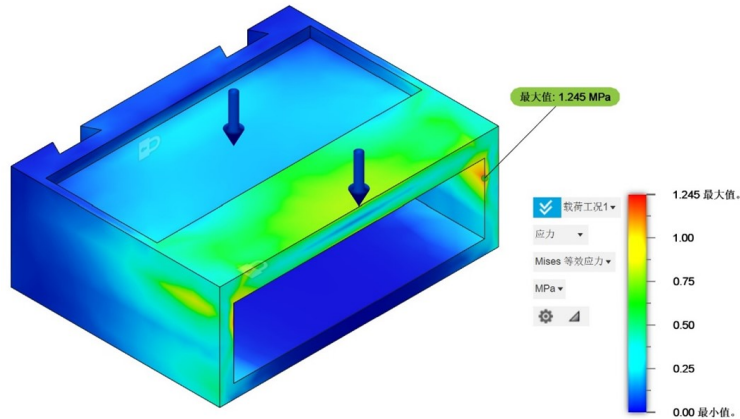 最大值: 1.245 MPa
载荷工况1
应力
Mises 等效应力
MPa
1.245 最大值。
1.00
0.75
0.50
0.25
0.00 最小值。